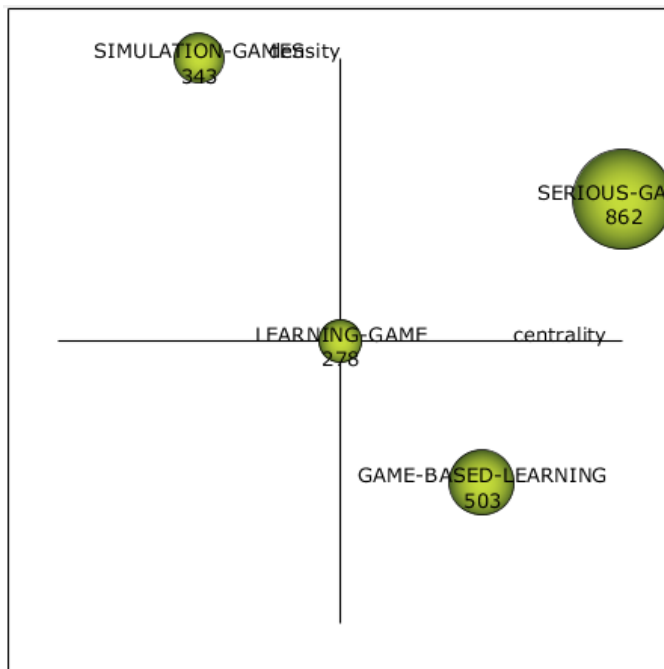 SIMULATION-GAMES
density
343
SERIOUS-GA
862
LEARNING-GAME
centrality
278
GAME-BASED-LEARNING
503